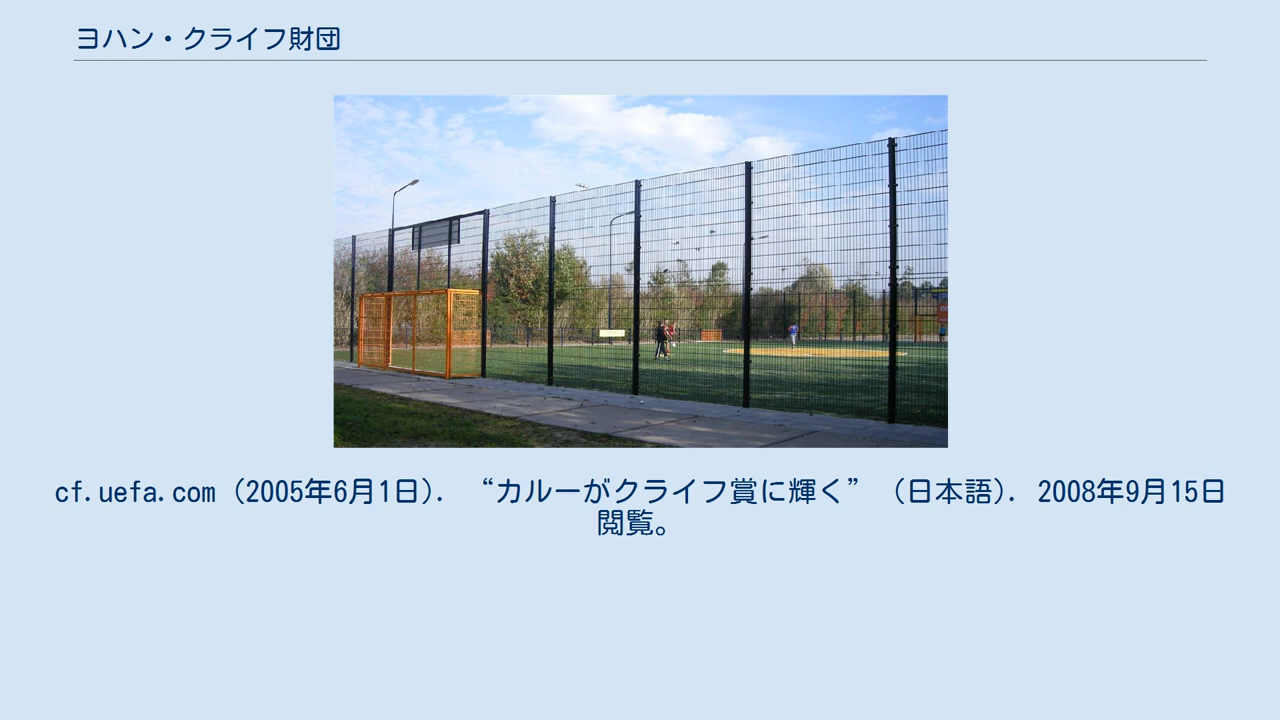 ヨハン・クライフ財団
cf.uefa.com (2005年6月1日). “カルーがクライフ賞に輝く” (日本語). 2008年9月15日
閲覧。